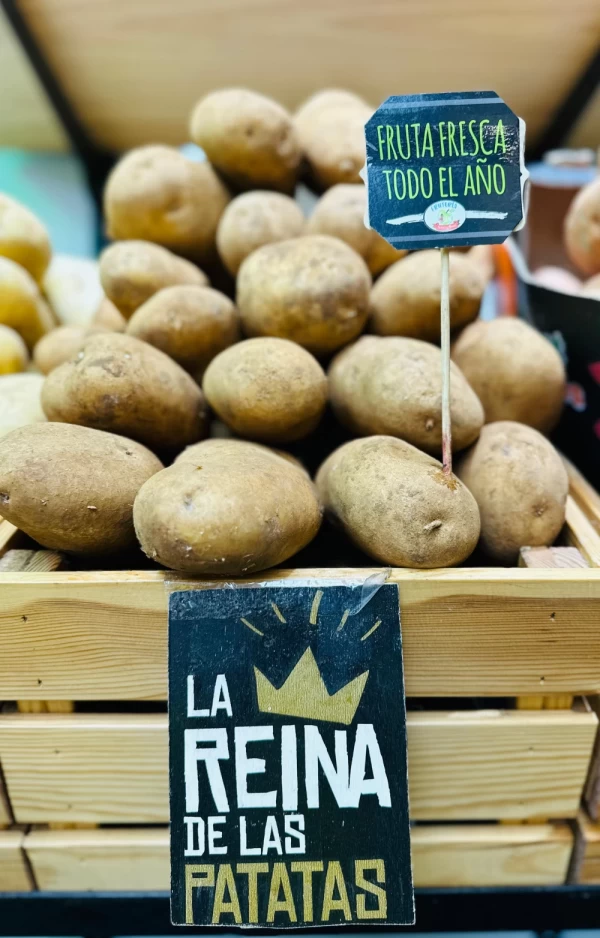 FRUTA FRESCA
TODO EL AÑO
LA
REINA
DE LAS
PATATAS